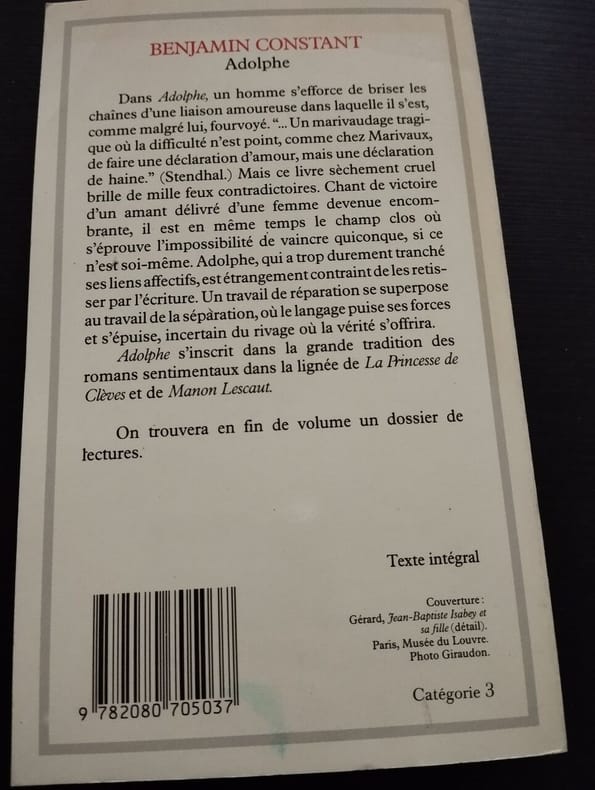 BENJAMIN CONSTANT
Adolphe
Dans Adolphe, un homme s'efforce de briser les
chaînes d'une liaison amoureuse dans laquelle il s'est,
comme malgré lui, fourvoyé. “... Un marivaudage tragi-
que où la difficulté n'est point, comme chez Marivaux,
de faire une déclaration d'amour, mais une déclaration
de haine.” (Stendhal.) Mais ce livre sèchement cruel
brille de mille feux contradictoires. Chant de victoire
d'un amant délivré d'une femme devenue encom-
brante, il est en même temps le champ clos où
s'éprouve l'impossibilité de vaincre quiconque, si ce
n'est soi-même. Adolphe, qui a trop durement tranché
ses liens affectifs, est étrangement contraint de les retis-
ser par l'écriture. Un travail de réparation se superpose
au travail de la séparation, où le langage puise ses forces
et s'épuise, incertain du rivage où la vérité s'offrira.
Adolphe s'inscrit dans la grande tradition des
romans sentimentaux dans la lignée de La Princesse de
Clèves et de Manon Lescaut.
On trouvera en fin de volume un dossier de
lectures.
Texte intégral
Couverture :
Gérard, Jean-Baptiste Isabey et
sa fille (détail).
Paris, Musée du Louvre.
Photo Giraudon.
Catégorie 3
9 782080 705037